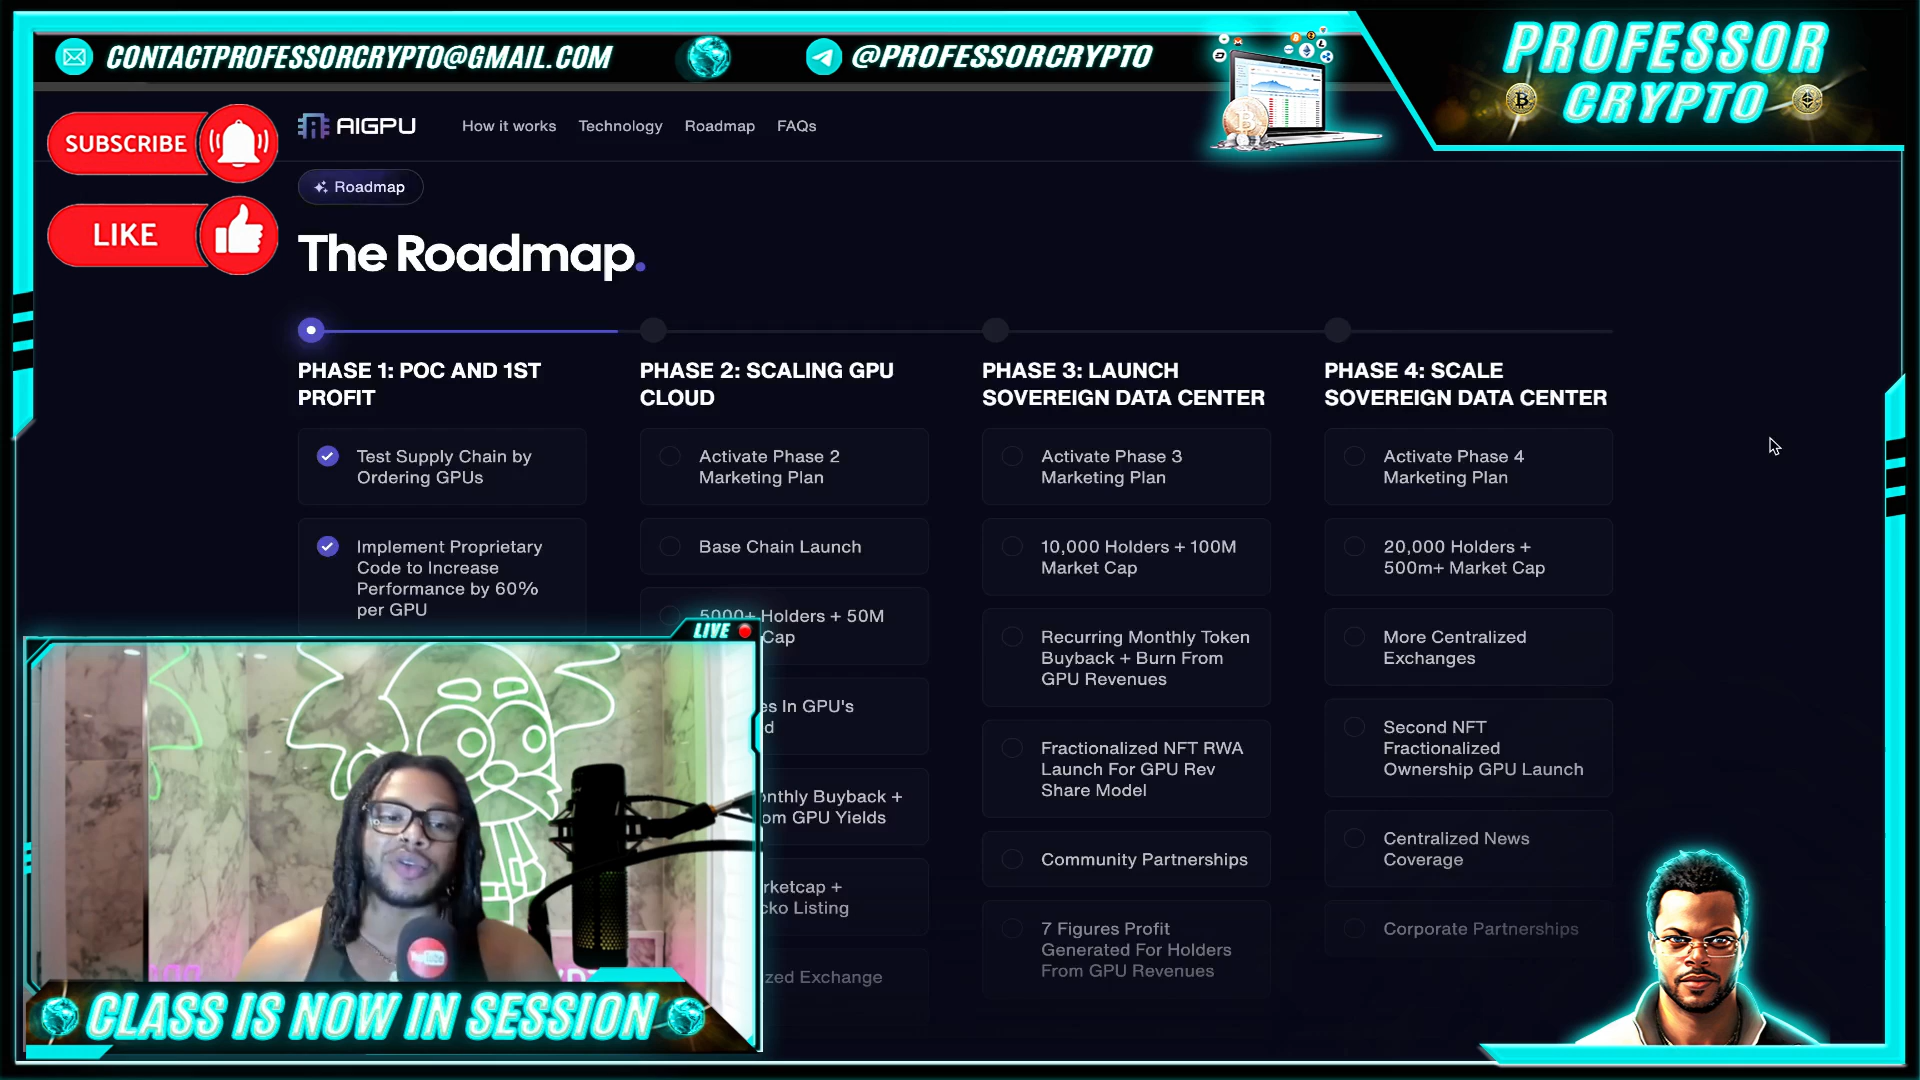 CONTACTPROFESSORCRYPTO@GMAIL.COM
@PROFESSORCRYPTO
PROFESSOR
CRYPTO
SUBSCRIBE
LIKE
AIGPU
How it works
Technology
Roadmap
FAQs
Roadmap
The Roadmap.
PHASE 1: POC AND 1ST
PROFIT
Test Supply Chain by
Ordering GPUs
Implement Proprietary
Code to Increase
Performance by 60%
per GPU
PHASE 2: SCALING GPU
CLOUD
Activate Phase 2
Marketing Plan
Base Chain Launch
5000+ Holders + 50M
Cap
In GPU's
Buyback +
GPU Yields
+
Listing
Exchange
PHASE 3: LAUNCH
SOVEREIGN DATA CENTER
Activate Phase 3
Marketing Plan
10,000 Holders + 100M
Market Cap
Recurring Monthly Token
Buyback + Burn From
GPU Revenues
Fractionalized NFT RWA
Launch For GPU Rev
Share Model
Community Partnerships
7 Figures Profit
Generated For Holders
From GPU Revenues
PHASE 4: SCALE
SOVEREIGN DATA CENTER
Activate Phase 4
Marketing Plan
20,000 Holders +
500m+ Market Cap
More Centralized
Exchanges
Second NFT
Fractionalized
Ownership GPU Launch
Centralized News
Coverage
Corporate Partnerships
LIVE
YouTube
CLASS IS NOW IN SESSION